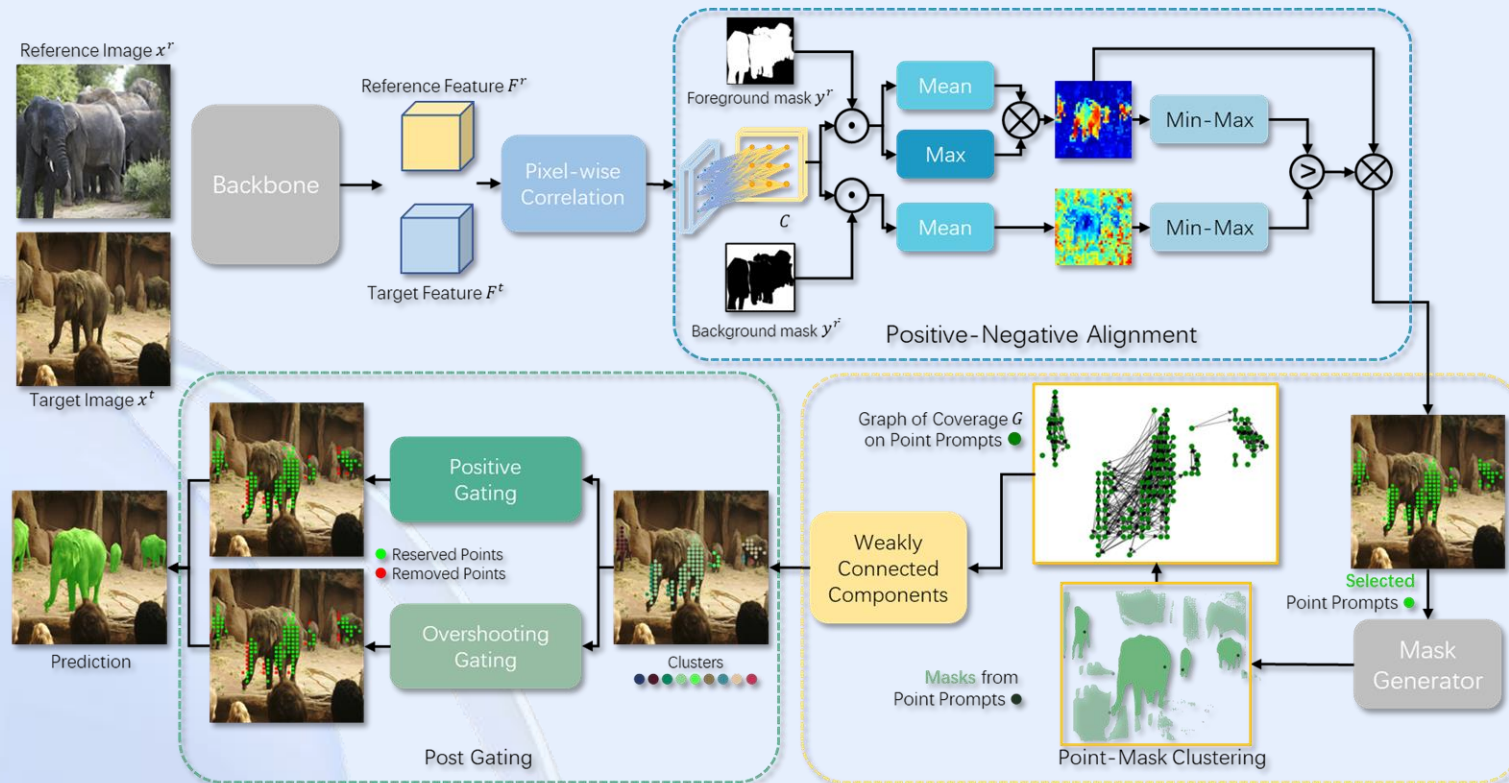 Reference Image x^r
Backbone
Target Image x^t
Reference Feature F^r
Target Feature F^t
Pixel-wise
Correlation
Foreground mask y^r
C
Background mask y^ŕ
Mean
Max
Mean
Min-Max
Min-Max
>
Positive-Negative Alignment
Selected
Point Prompts
Mask
Generator
Graph of Coverage G
on Point Prompts
Masks from
Point Prompts
Point-Mask Clustering
Weakly
Connected
Components
Clusters
Positive
Gating
Overshooting
Gating
Reserved Points
Removed Points
Prediction
Post Gating